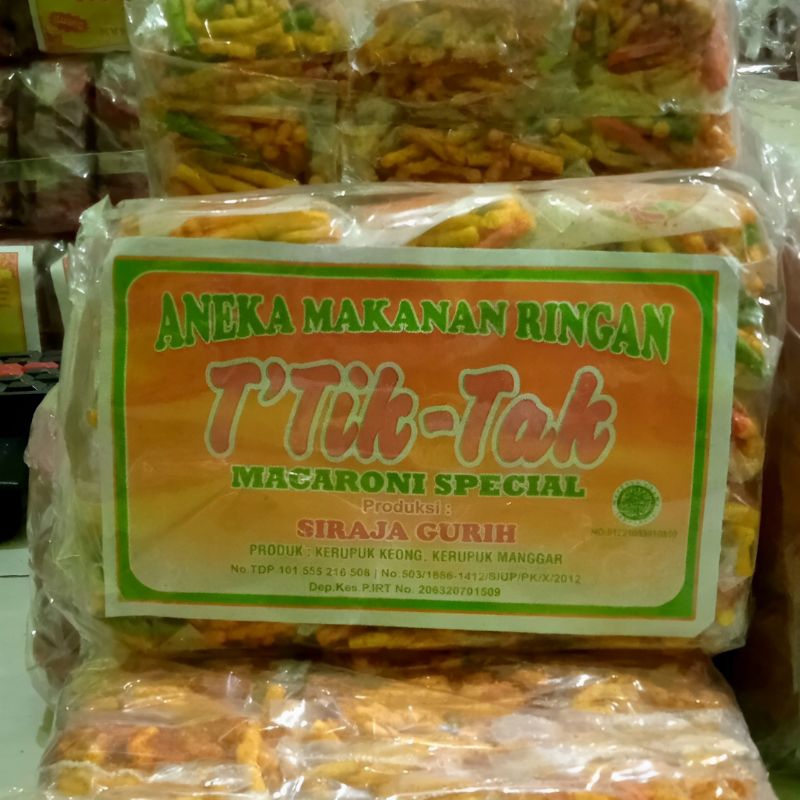 ANEKA MAKANAN RINGAN
T'Tik-Tak
MACARONI SPECIAL
Produksi :
SIRAJA GURIH
PRODUK : KERUPUK KEONG, KERUPUK MANGGAR
No.TDP 101 555 216 508 | No.503/1886-1412/SIUP/PK/X/2012
Dep.Kes P.IRT No. 206320701509